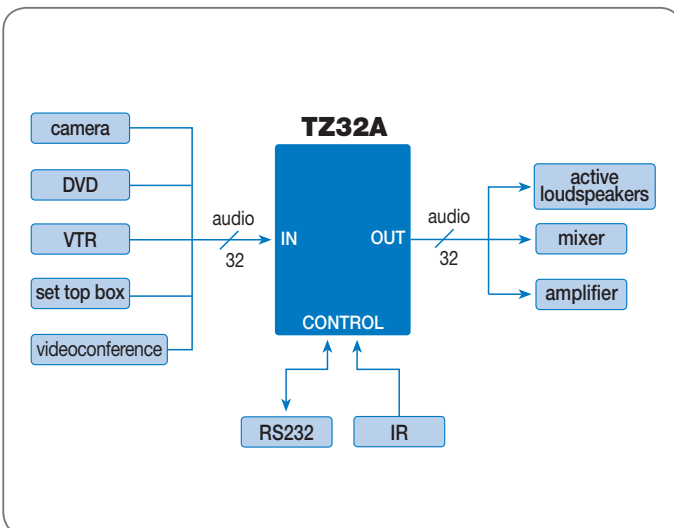 TZ32A
camera
DVD
VTR
set top box
videoconference
audio
32
IN
OUT
CONTROL
audio
32
active
loudspeakers
mixer
amplifier
RS232
IR